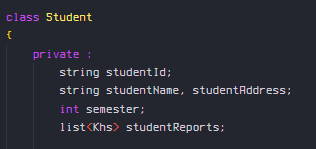 class Student
{
private :
string studentId;
string studentName, studentAddress;
int semester;
list<Khs> studentReports;